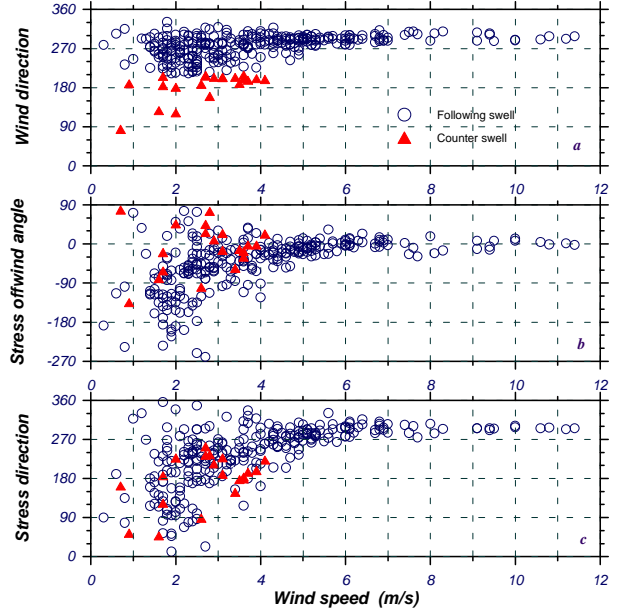 360
270
180
90
0
Wind direction
Following swell
Counter swell
a
0 2 4 6 8 10 12
90
0
-90
-180
-270
Stress offwind angle
b
0 2 4 6 8 10 12
360
270
180
90
0
Stress direction
c
0 2 4 6 8 10 12
Wind speed (m/s)